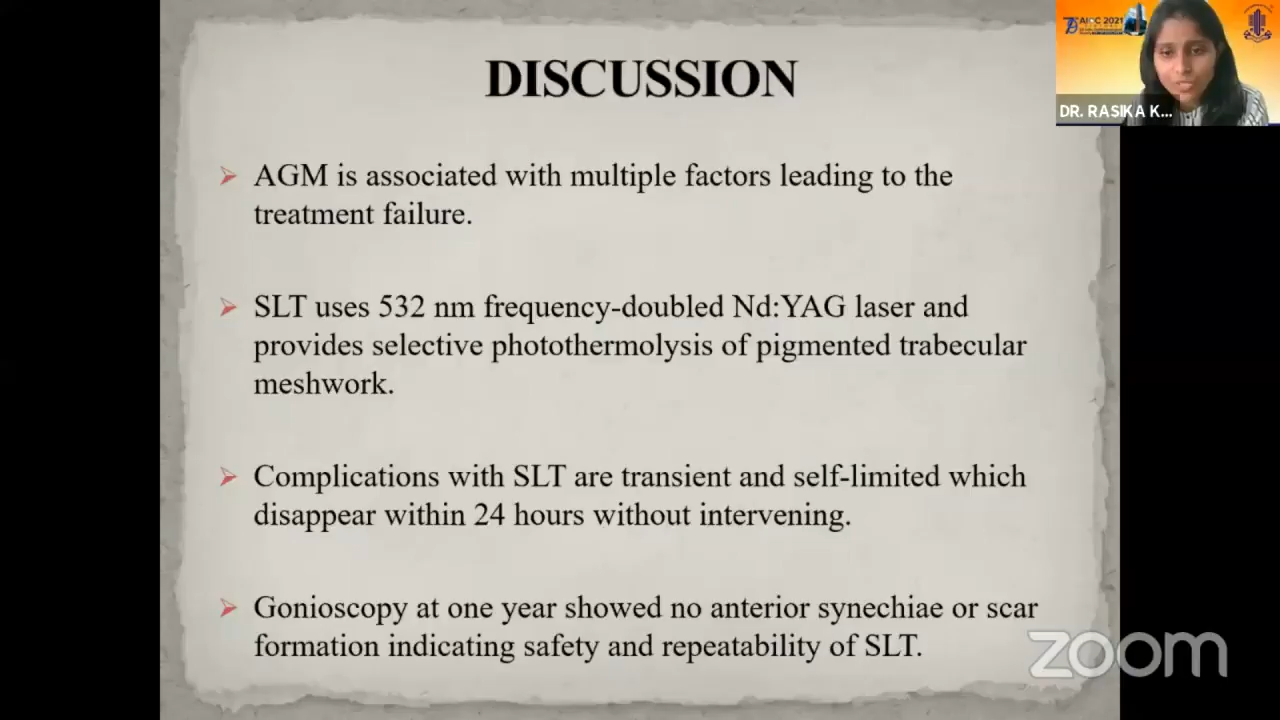 DISCUSSION
AGM is associated with multiple factors leading to the
treatment failure.
SLT uses 532 nm frequency-doubled Nd:YAG laser and
provides selective photothermolysis of pigmented trabecular
meshwork.
Complications with SLT are transient and self-limited which
disappear within 24 hours without intervening.
Gonioscopy at one year showed no anterior synechiae or scar
formation indicating safety and repeatability of SLT.
AIOC 2021
DR. RASIKA K...
zoom